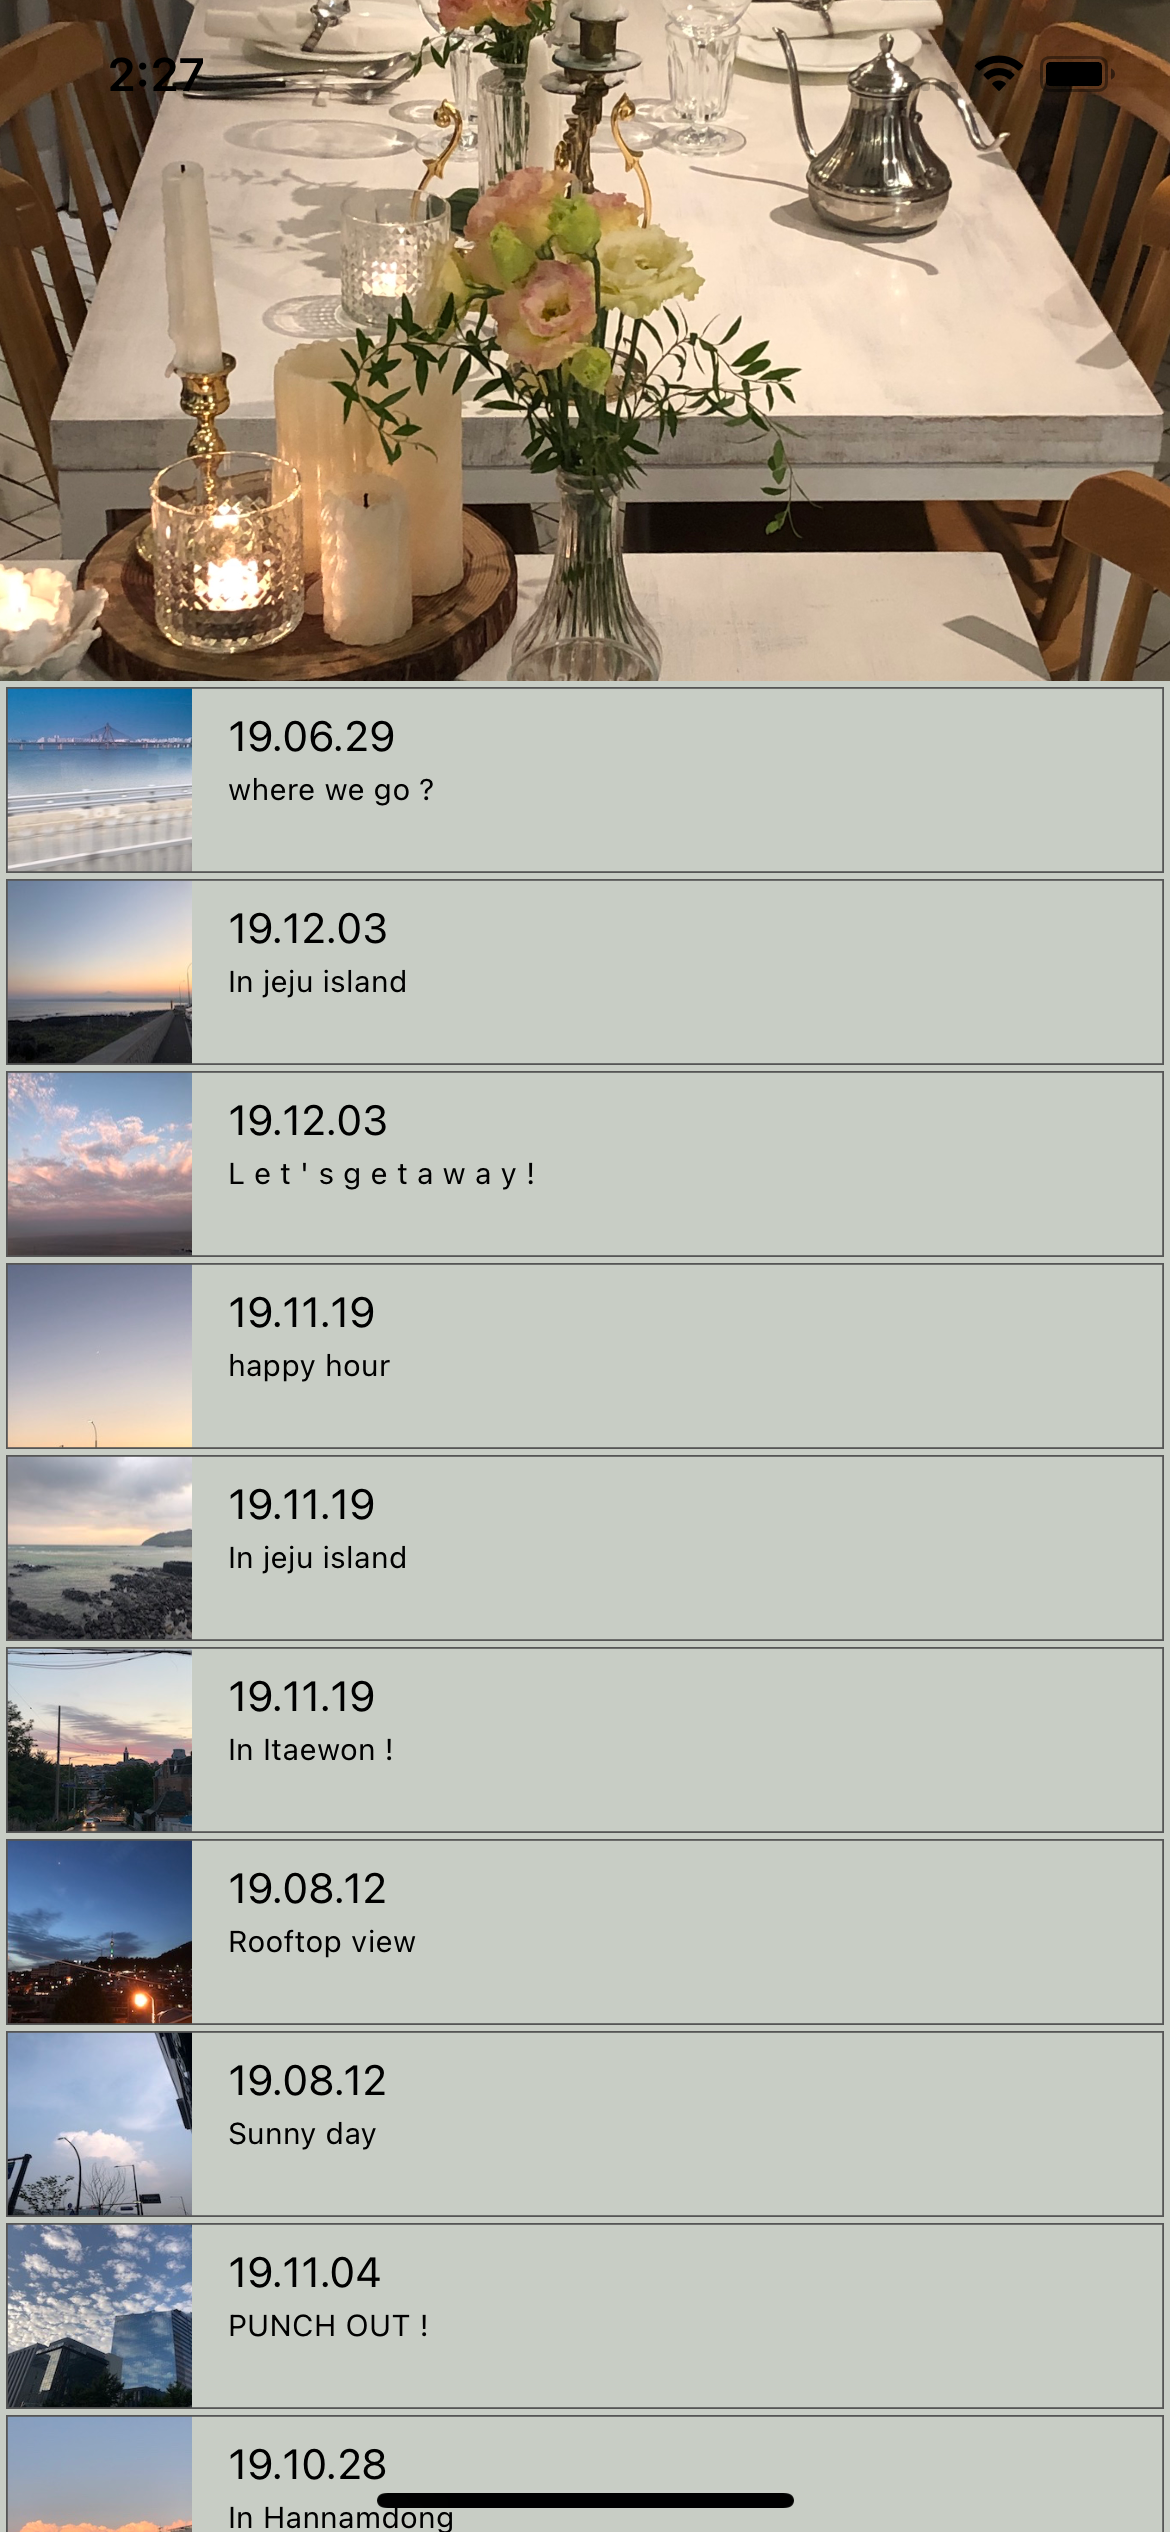 2:27
19.06.29
where we go ?
19.12.03
In jeju island
19.12.03
L e t ' s g e t a w a y !
19.11.19
happy hour
19.11.19
In jeju island
19.11.19
In Itaewon !
19.08.12
Rooftop view
19.08.12
Sunny day
19.11.04
PUNCH OUT !
19.10.28
In Hannamdong